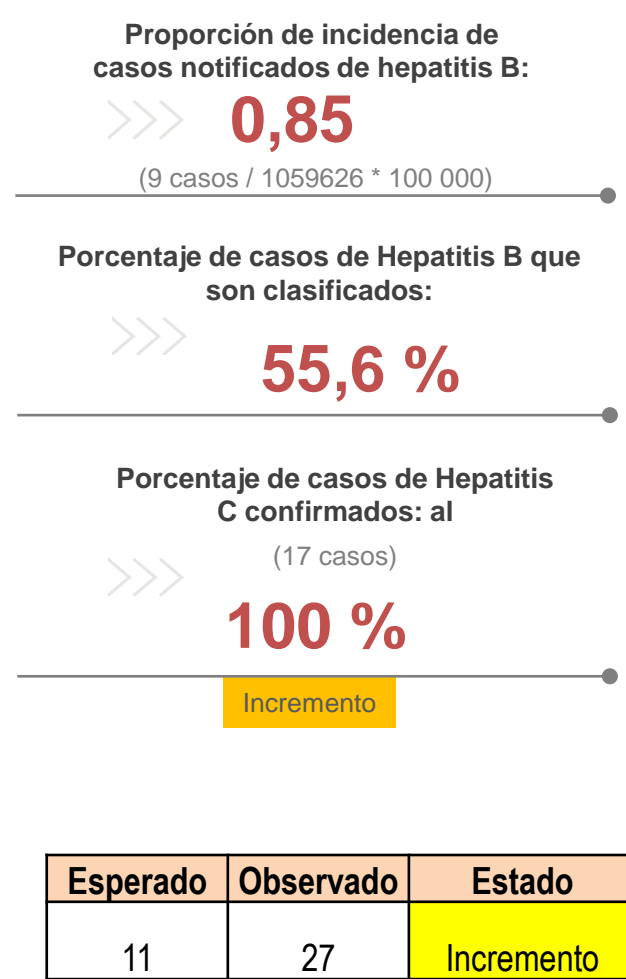 Proporción de incidencia de
casos notificados de hepatitis B:
0,85
(9 casos / 1059626 * 100 000)
Porcentaje de casos de Hepatitis B que
son clasificados:
55,6 %
Porcentaje de casos de Hepatitis
C confirmados: al
(17 casos)
100 %
Incremento
Esperado Observado Estado
11 27 Incremento